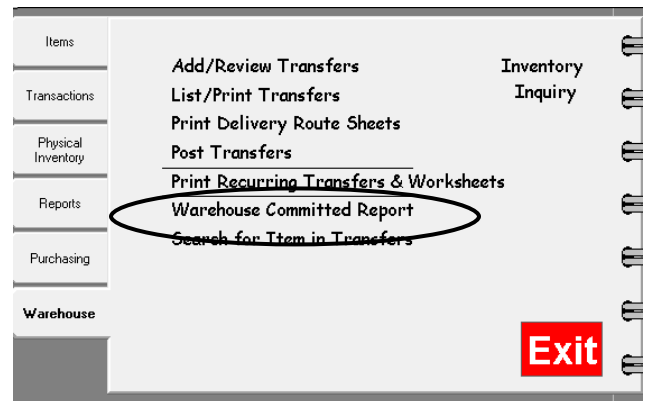 Items
Transactions
Physical
Inventory
Reports
Purchasing
Warehouse
Add/Review Transfers
List/Print Transfers
Print Delivery Route Sheets
Post Transfers
Print Recurring Transfers & Worksheets
Warehouse Committed Report
Search for Item in Transfers
Inventory
Inquiry
Exit